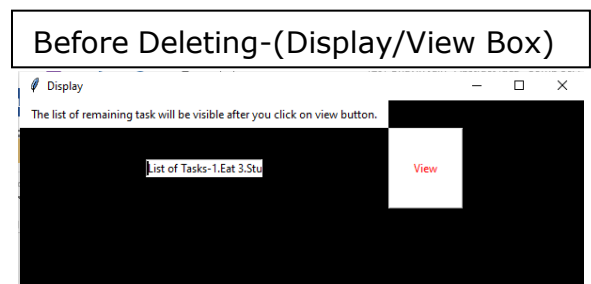 Before Deleting-(Display/View Box)
Display
The list of remaining task will be visible after you click on view button.
List of Tasks-1.Eat 3.Stu
View